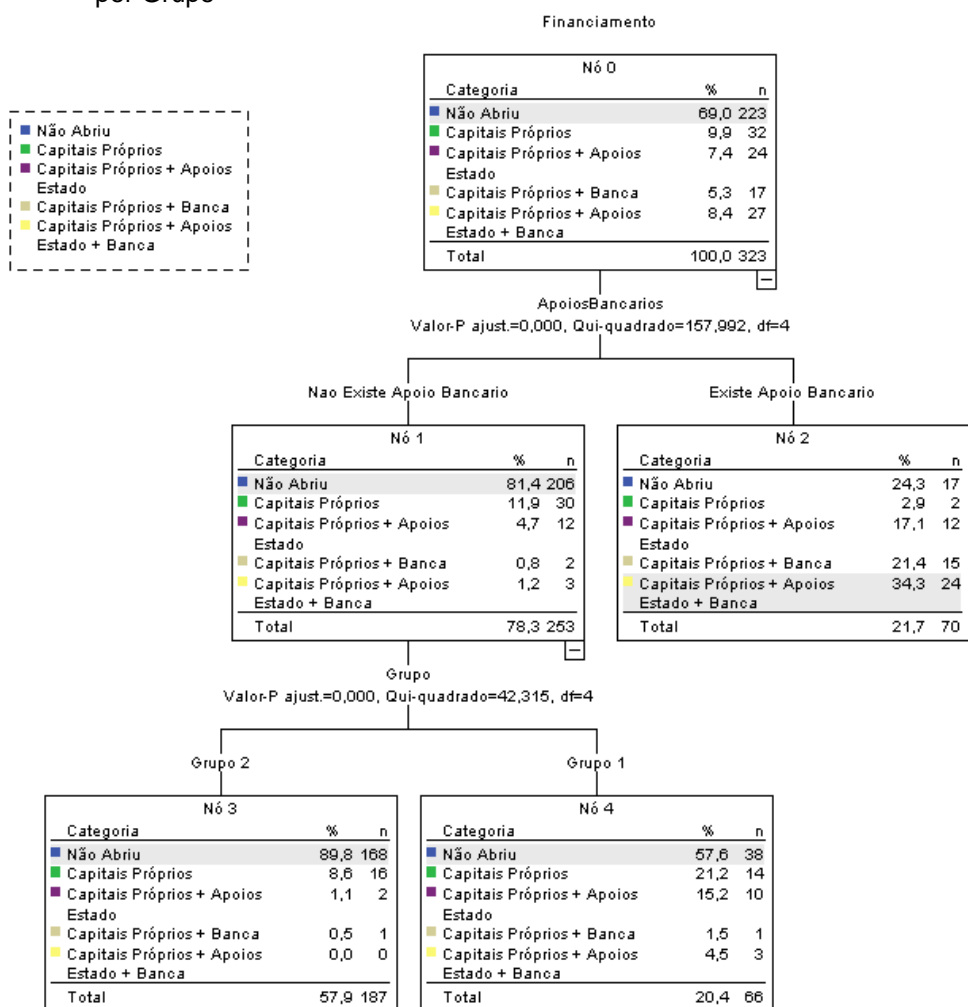 por Grupo
Financiamento
Não Abriu
Capitais Próprios
Capitais Próprios + Apoios
Estado
Capitais Próprios + Banca
Capitais Próprios + Apoios
Estado + Banca
Nó 0
Categoria % n
Não Abriu 69,0 223
Capitais Próprios 9,9 32
Capitais Próprios + Apoios 7,4 24
Estado
Capitais Próprios + Banca 5,3 17
Capitais Próprios + Apoios 8,4 27
Estado + Banca
Total 100,0 323
ApoiosBancarios
Valor-P ajust.=0,000, Qui-quadrado=157,992, df=4
Nao Existe Apoio Bancario
Existe Apoio Bancario
Nó 1
Categoria % n
Não Abriu 81,4 206
Capitais Próprios 11,9 30
Capitais Próprios + Apoios 4,7 12
Estado
Capitais Próprios + Banca 0,8 2
Capitais Próprios + Apoios 1,2 3
Estado + Banca
Total 78,3 253
Nó 2
Categoria % n
Não Abriu 24,3 17
Capitais Próprios 2,9 2
Capitais Próprios + Apoios 17,1 12
Estado
Capitais Próprios + Banca 21,4 15
Capitais Próprios + Apoios 34,3 24
Estado + Banca
Total 21,7 70
Grupo
Valor-P ajust.=0,000, Qui-quadrado=42,315, df=4
Grupo 2
Grupo 1
Nó 3
Categoria % n
Não Abriu 89,8 168
Capitais Próprios 8,6 16
Capitais Próprios + Apoios 1,1 2
Estado
Capitais Próprios + Banca 0,5 1
Capitais Próprios + Apoios 0,0 0
Estado + Banca
Total 57,9 187
Nó 4
Categoria % n
Não Abriu 57,6 38
Capitais Próprios 21,2 14
Capitais Próprios + Apoios 15,2 10
Estado
Capitais Próprios + Banca 1,5 1
Capitais Próprios + Apoios 4,5 3
Estado + Banca
Total 20,4 66